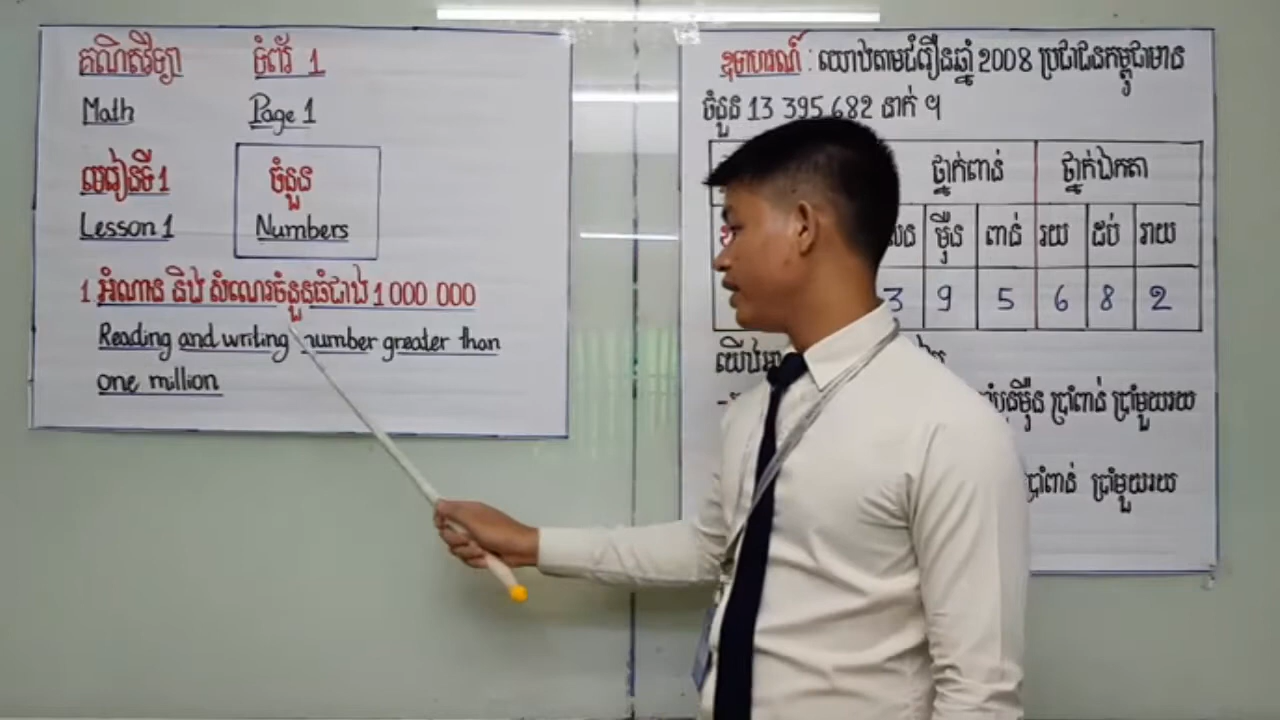 គណិតវិទ្យា ទំព័រ 1
Math Page 1
មេរៀនទី 1 ចំនួន
Lesson 1 Numbers
1 អំណាន និង សំណេរចំនួនធំជាង 1 000 000
Reading and writing number greater than
one million
ឧទាហរណ៍ : យោងតាមជំរឿនឆ្នាំ 2008 ប្រជាជនកម្ពុជាមាន
ចំនួន 13 395 682 នាក់ ។
ថ្នាក់ពាន់ ថ្នាក់ឯកតា
សែន ម៉ឺន ពាន់ រយ ដប់ រាយ
3 9 5 6 8 2
ប្រាំបួនម៉ឺន ប្រាំពាន់ ប្រាំមួយរយ
ប្រាំពាន់ ប្រាំមួយរយ